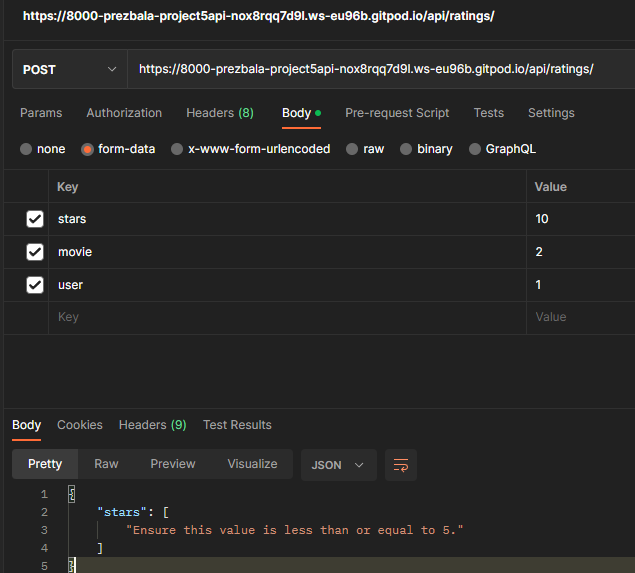 https://8000-prezbala-project5api-nox8rqq7d9l.ws-eu96b.gitpod.io/api/ratings/
POST https://8000-prezbala-project5api-nox8rqq7d9l.ws-eu96b.gitpod.io/api/ratings/
Params Authorization Headers (8) Body Pre-request Script Tests Settings
none form-data x-www-form-urlencoded raw binary GraphQL
Key Value
stars 10
movie 2
user 1
Key Value
Body Cookies Headers (9) Test Results
Pretty Raw Preview Visualize JSON
1 {
2 "stars": [
3 "Ensure this value is less than or equal to 5."
4 ]
5 }